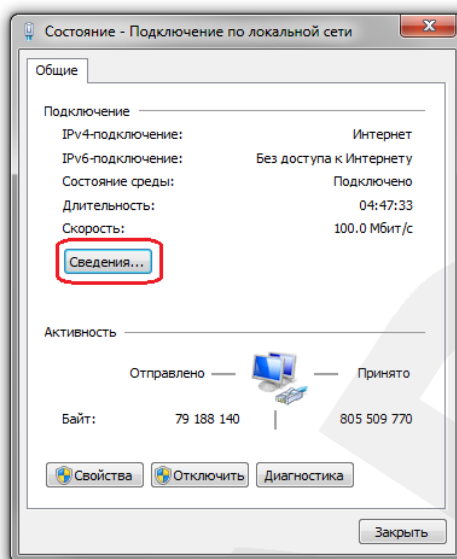 Состояние - Подключение по локальной сети
Общие
Подключение
IPv4-подключение: Интернет
IPv6-подключение: Без доступа к Интернету
Состояние среды: Подключено
Длительность: 04:47:33
Скорость: 100.0 Мбит/с
Сведения...
Активность
Отправлено — — Принято
Байт: 79 188 140 | 805 509 770
Свойства Отключить Диагностика
Закрыть